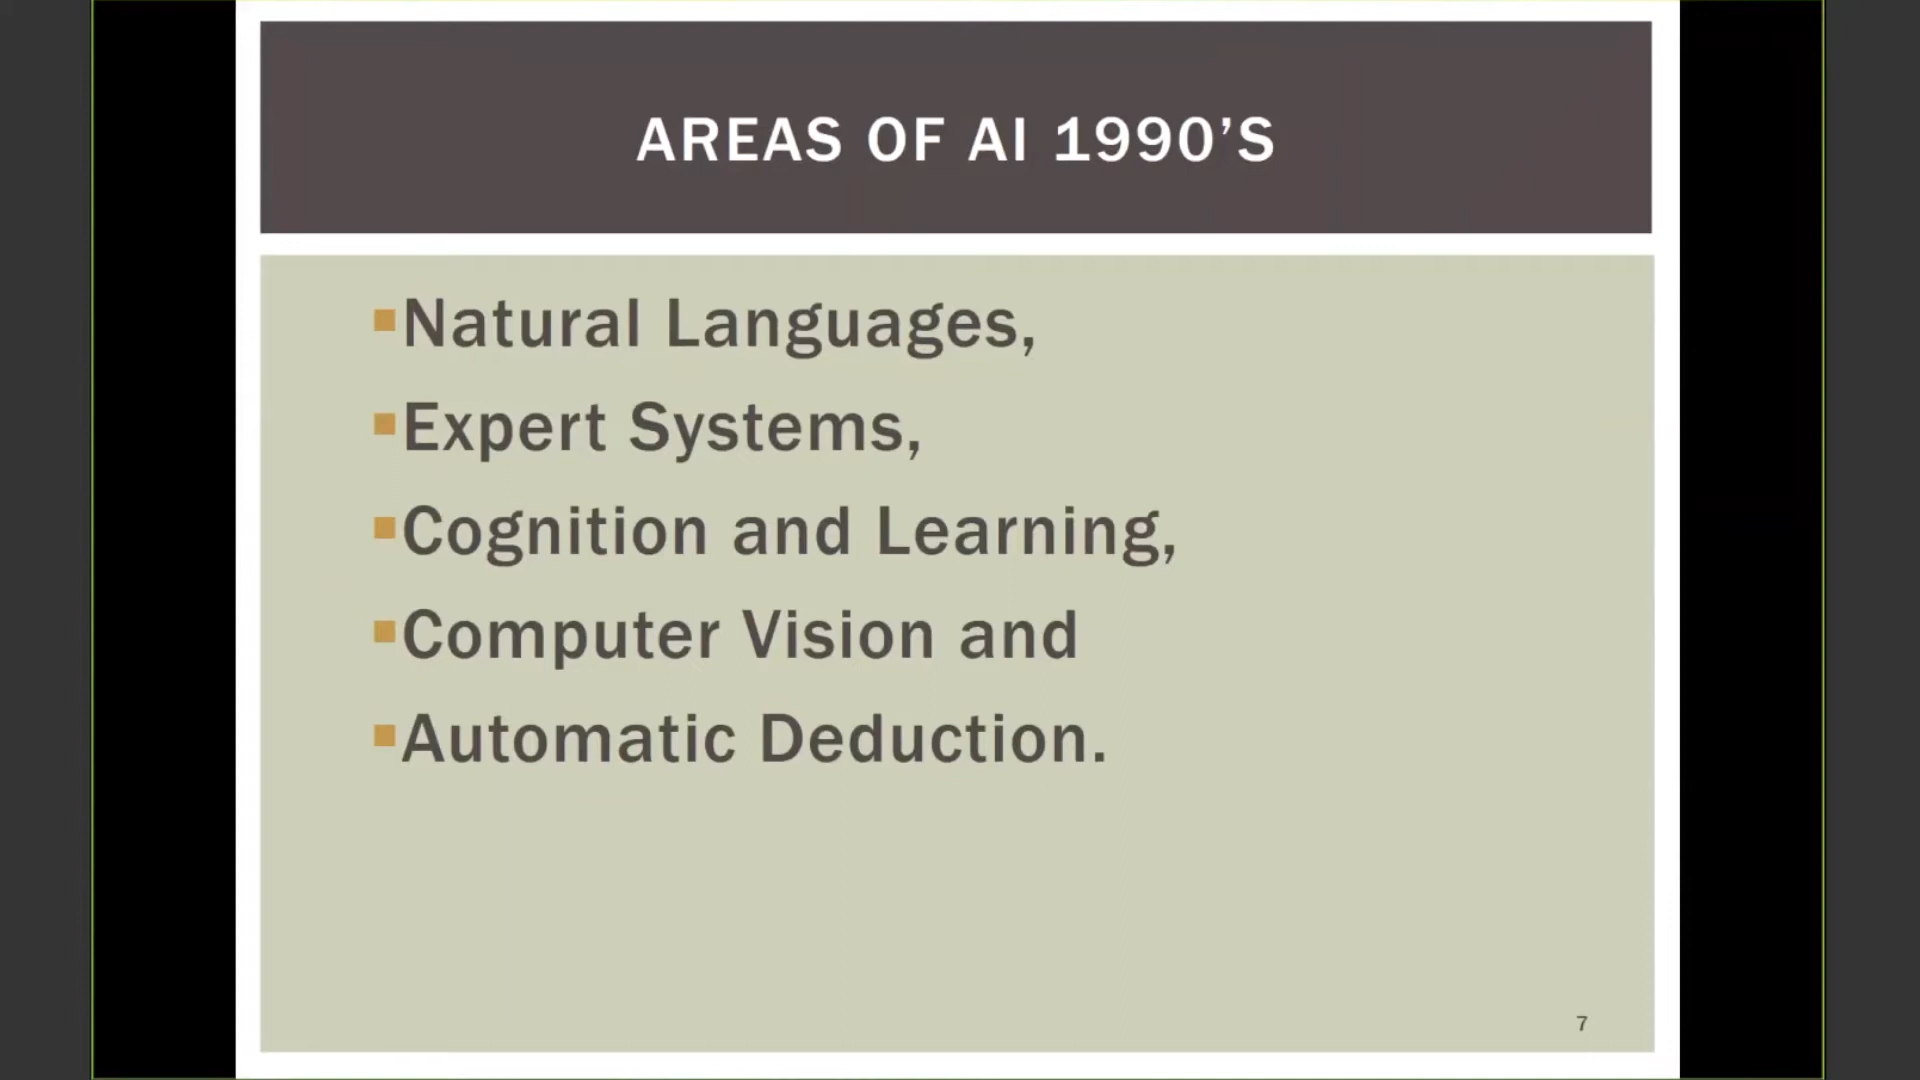 AREAS OF AI 1990’S
Natural Languages,
Expert Systems,
Cognition and Learning,
Computer Vision and
Automatic Deduction.
7